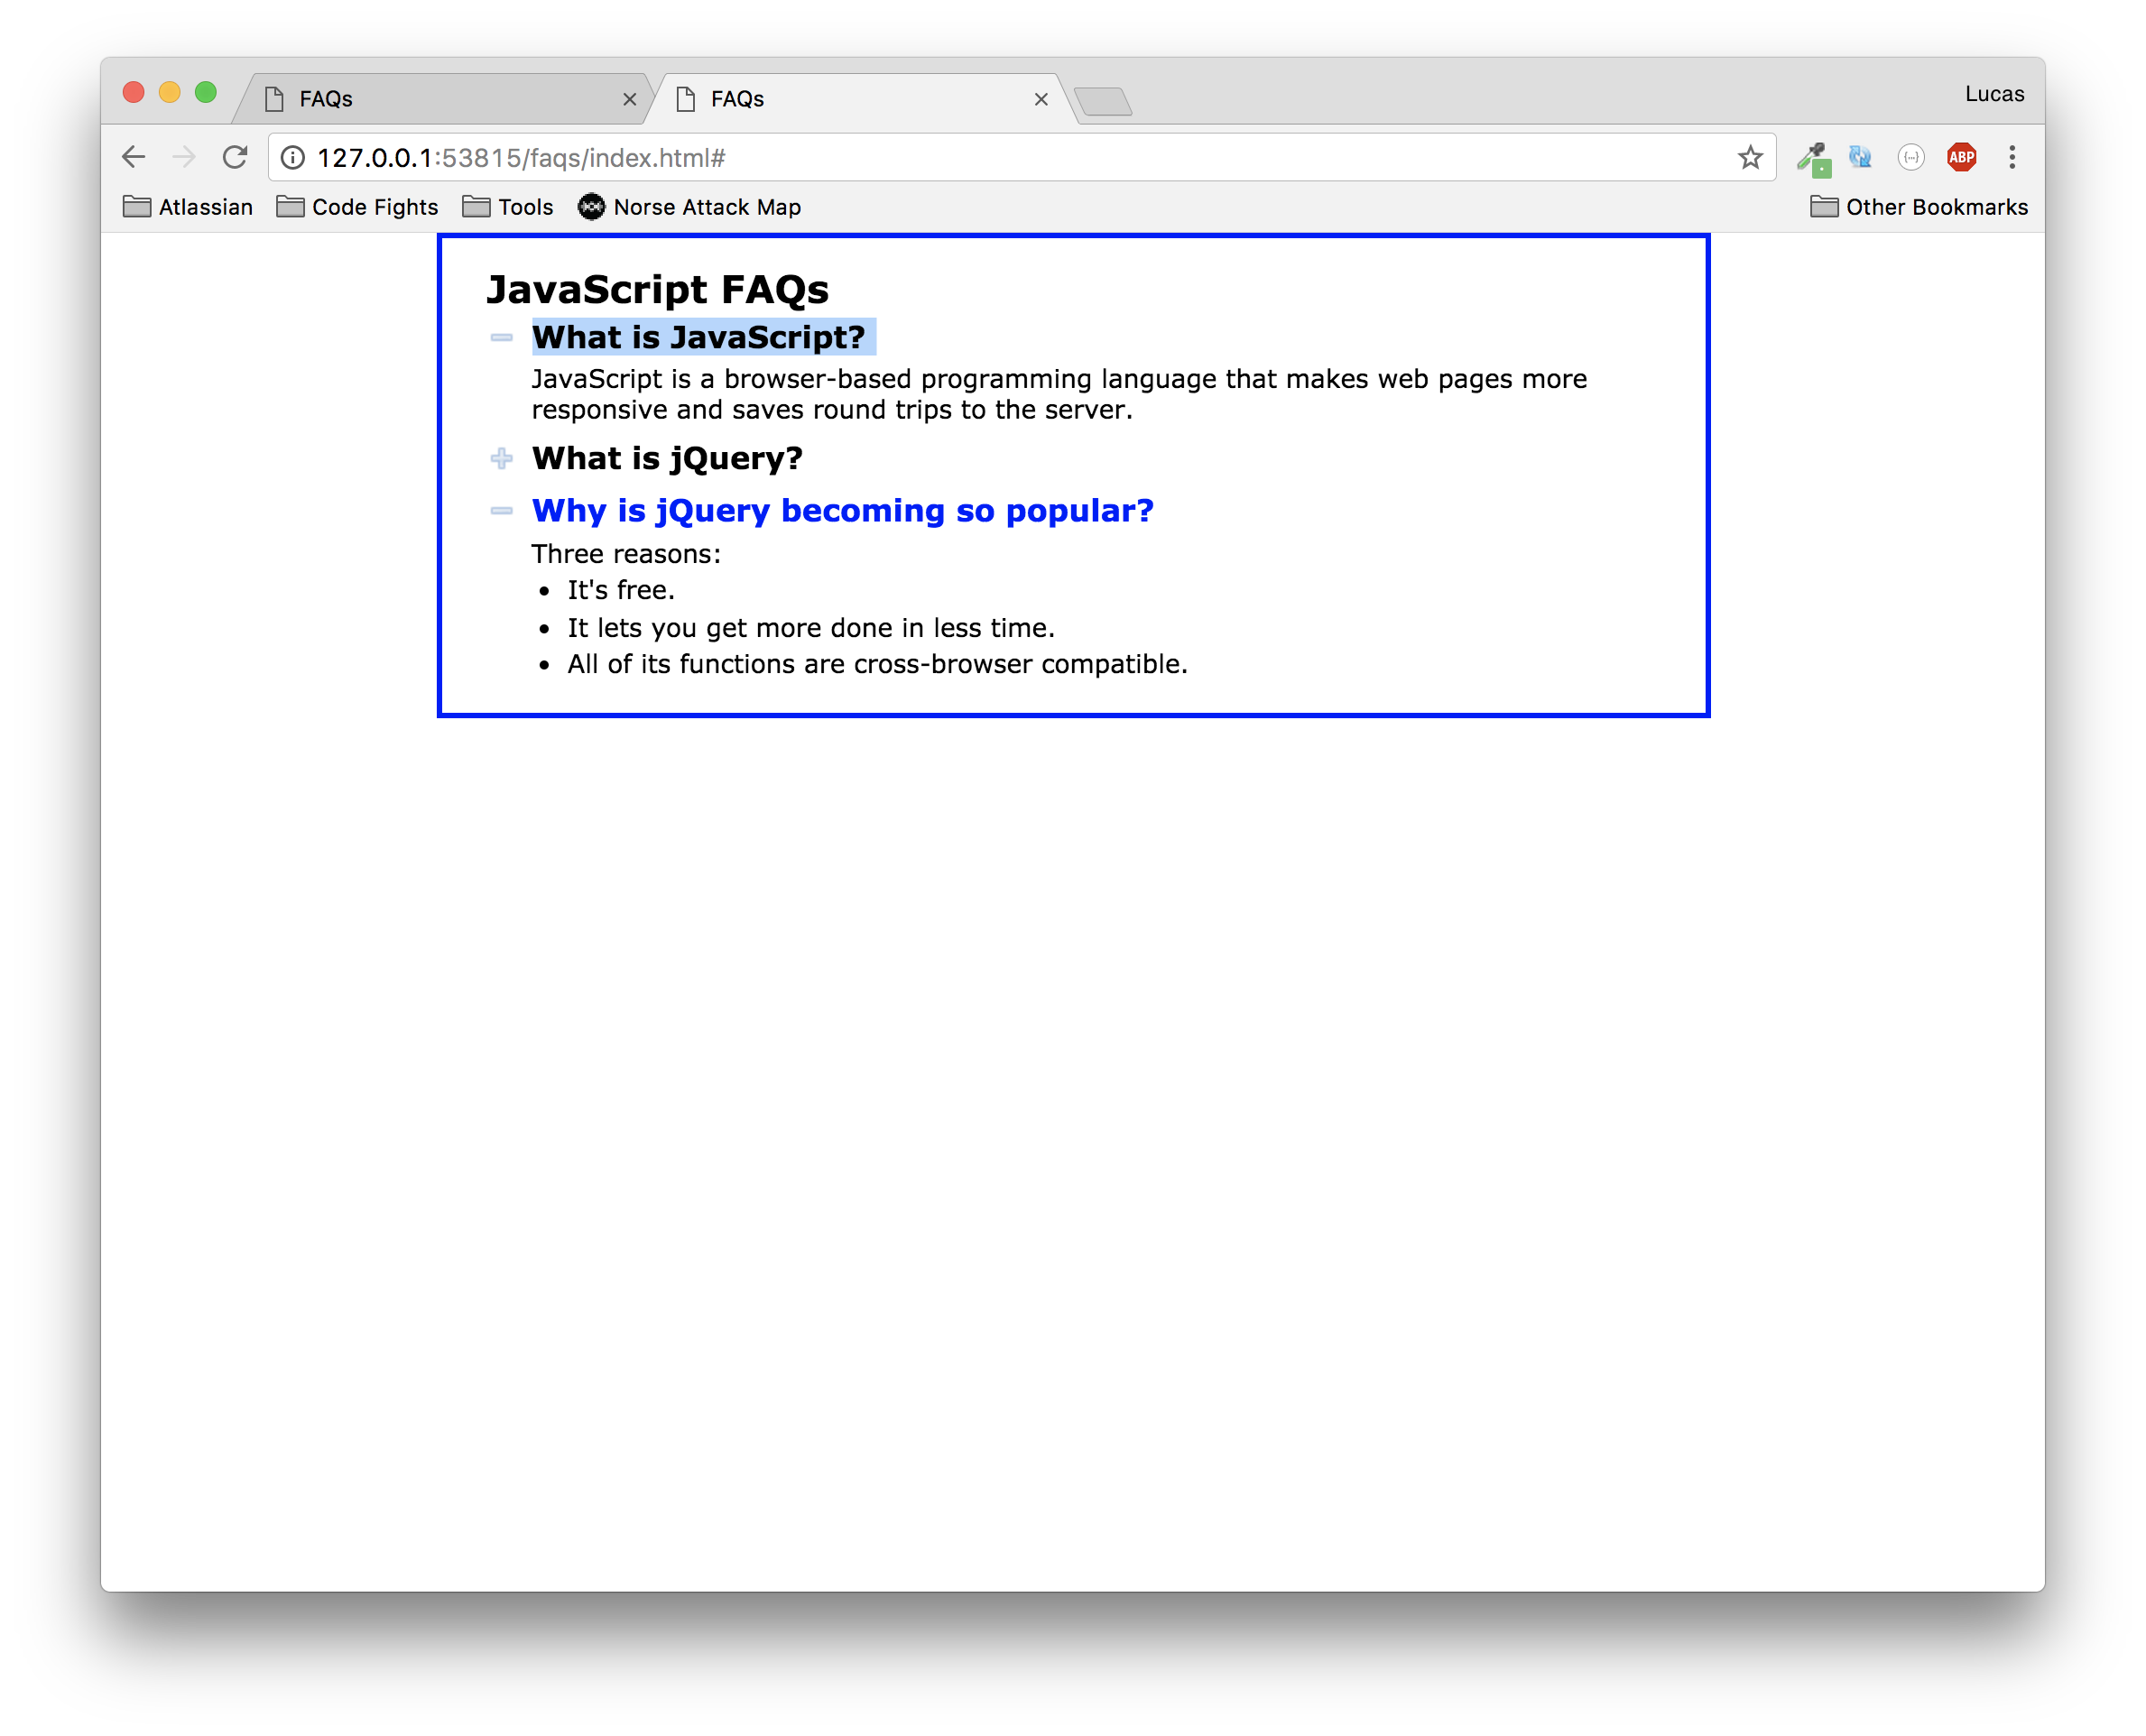 FAQs
FAQs
Lucas
127.0.0.1:53815/faqs/index.html#
{...}
ABP
Atlassian
Code Fights
Tools
Norse Attack Map
Other Bookmarks
JavaScript FAQs
What is JavaScript?
JavaScript is a browser-based programming language that makes web pages more
responsive and saves round trips to the server.
What is jQuery?
Why is jQuery becoming so popular?
Three reasons:
• It's free.
• It lets you get more done in less time.
• All of its functions are cross-browser compatible.